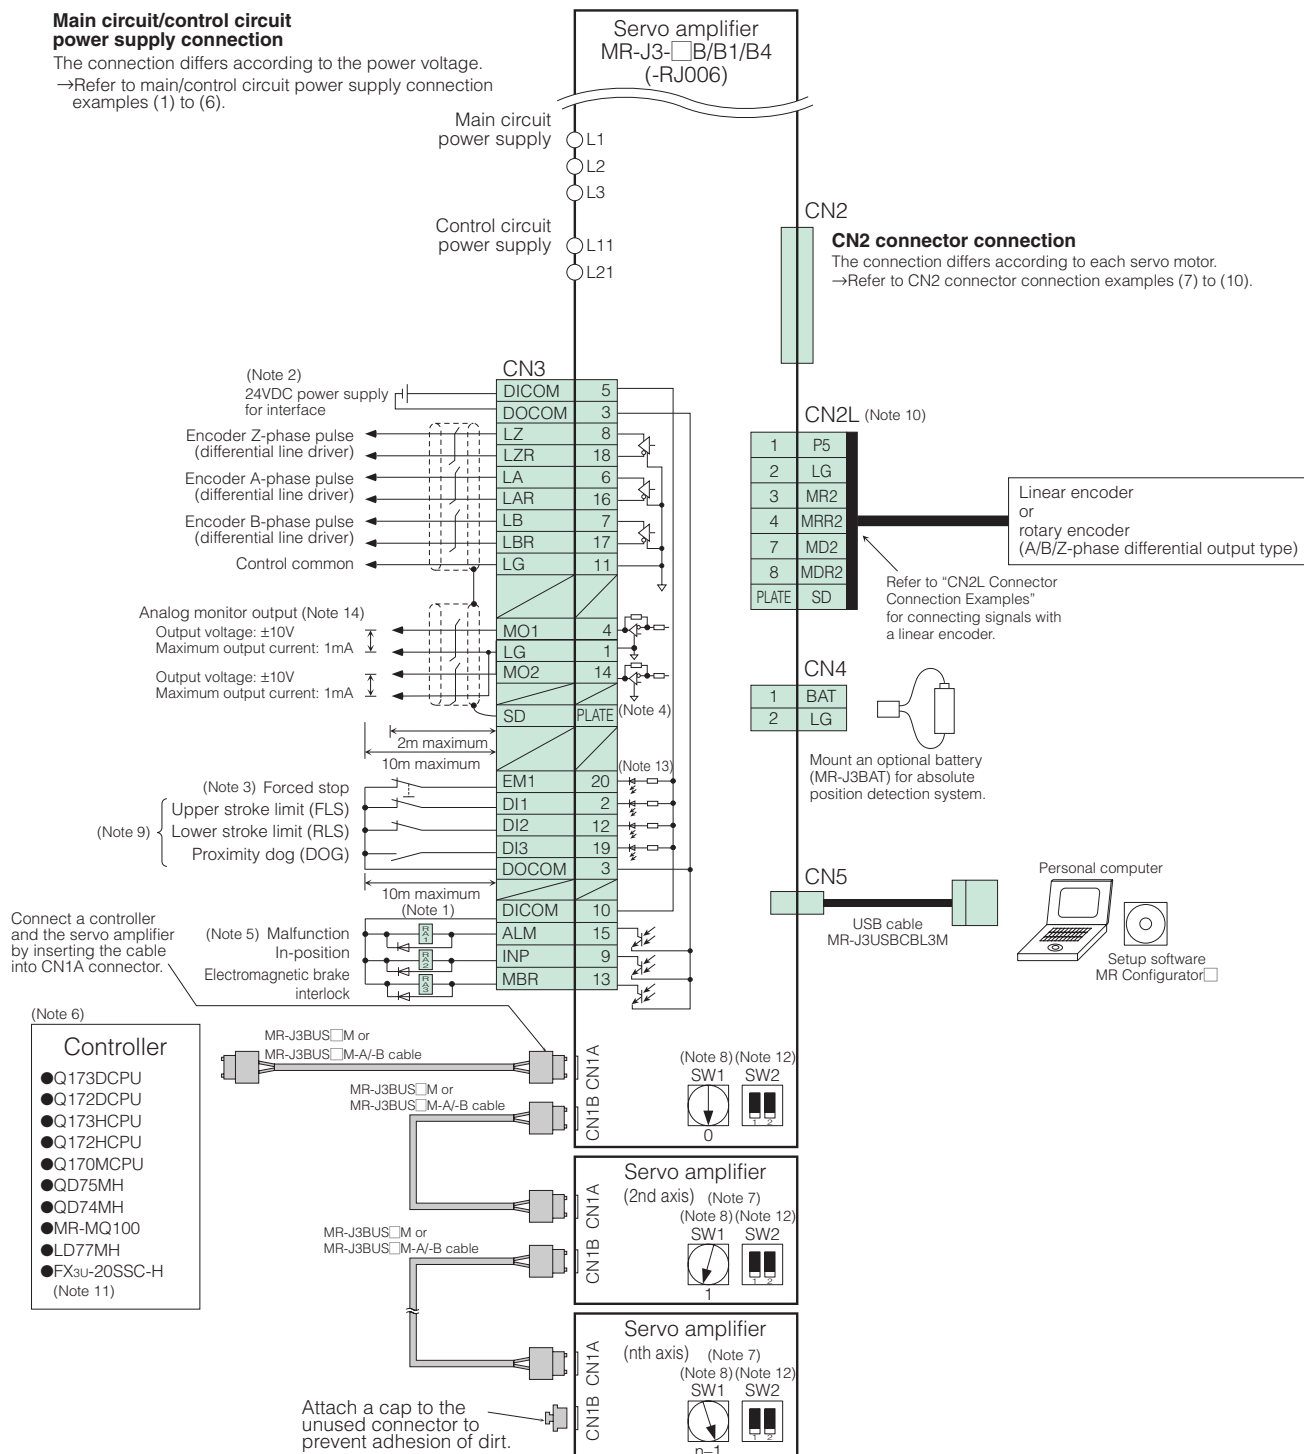 Main circuit/control circuit
power supply connection
The connection differs according to the power voltage.
→Refer to main/control circuit power supply connection
examples (1) to (6).
Servo amplifier
MR-J3-□B/B1/B4
(-RJ006)
Main circuit
power supply
L1
L2
L3
Control circuit
power supply
L11
L21
CN2
CN2 connector connection
The connection differs according to each servo motor.
→Refer to CN2 connector connection examples (7) to (10).
CN3
(Note 2)
24VDC power supply
for interface
DICOM 5
DOCOM 3
Encoder Z-phase pulse
(differential line driver)
LZ 8
LZR 18
Encoder A-phase pulse
(differential line driver)
LA 6
LAR 16
Encoder B-phase pulse
(differential line driver)
LB 7
LBR 17
Control common
LG 11
Analog monitor output (Note 14)
Output voltage: ±10V
Maximum output current: 1mA
MO1 4
LG 1
Output voltage: ±10V
Maximum output current: 1mA
MO2 14
SD PLATE
(Note 4)
2m maximum
10m maximum
(Note 13)
(Note 3) Forced stop
EM1 20
(Note 9)
Upper stroke limit (FLS)
DI1 2
Lower stroke limit (RLS)
DI2 12
Proximity dog (DOG)
DI3 19
DOCOM 3
10m maximum
(Note 1)
DICOM 10
(Note 5) Malfunction
RA1
ALM 15
In-position
RA2
INP 9
Electromagnetic brake
interlock
RA3
MBR 13
CN2L (Note 10)
1 P5
2 LG
3 MR2
4 MRR2
7 MD2
8 MDR2
PLATE SD
Linear encoder
or
rotary encoder
(A/B/Z-phase differential output type)
Refer to “CN2L Connector
Connection Examples”
for connecting signals with
a linear encoder.
CN4
1 BAT
2 LG
Mount an optional battery
(MR-J3BAT) for absolute
position detection system.
CN5
USB cable
MR-J3USBCBL3M
Personal computer
Setup software
MR Configurator□
Connect a controller
and the servo amplifier
by inserting the cable
into CN1A connector.
(Note 6)
Controller
●Q173DCPU
●Q172DCPU
●Q173HCPU
●Q172HCPU
●Q170MCPU
●QD75MH
●QD74MH
●MR-MQ100
●LD77MH
●FX3U-20SSC-H
(Note 11)
MR-J3BUS□M or
MR-J3BUS□M-A/-B cable
CN1A
MR-J3BUS□M or
MR-J3BUS□M-A/-B cable
CN1B
(Note 8) (Note 12)
SW1 SW2
1 2
0
Servo amplifier
(2nd axis) (Note 7)
CN1A
(Note 8) (Note 12)
SW1 SW2
1 2
1
MR-J3BUS□M or
MR-J3BUS□M-A/-B cable
CN1B
Servo amplifier
(nth axis) (Note 7)
CN1A
(Note 8) (Note 12)
SW1 SW2
1 2
n–1
CN1B
Attach a cap to the
unused connector to
prevent adhesion of dirt.